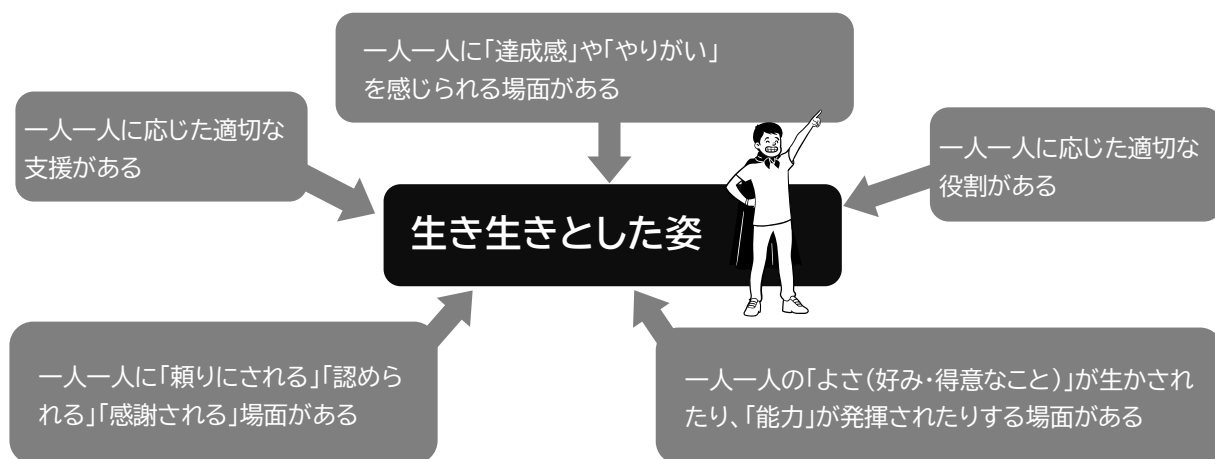 一人一人に「達成感」や「やりがい」
を感じられる場面がある
一人一人に応じた適切な
支援がある
一人一人に応じた適切な
役割がある
生き生きとした姿
一人一人に「頼りにされる」「認めら
れる」「感謝される」場面がある
一人一人の「よさ(好み・得意なこと)」が生かされ
たり、「能力」が発揮されたりする場面がある